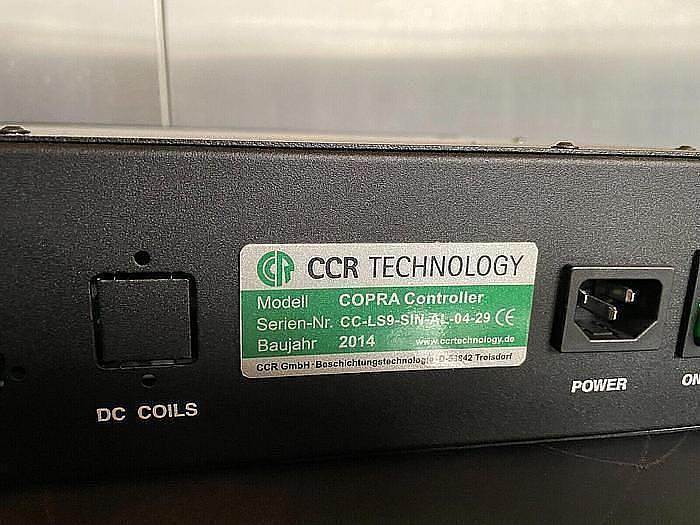 CCR TECHNOLOGY
Modell COPRA Controller
Serien-Nr. CC-LS9-SIN-AL-04-29 CE
Baujahr 2014 www.ccrtechnology.de
CCR GmbH · Beschichtungstechnologie · D-53842 Troisdorf
POWER
ON
DC COILS